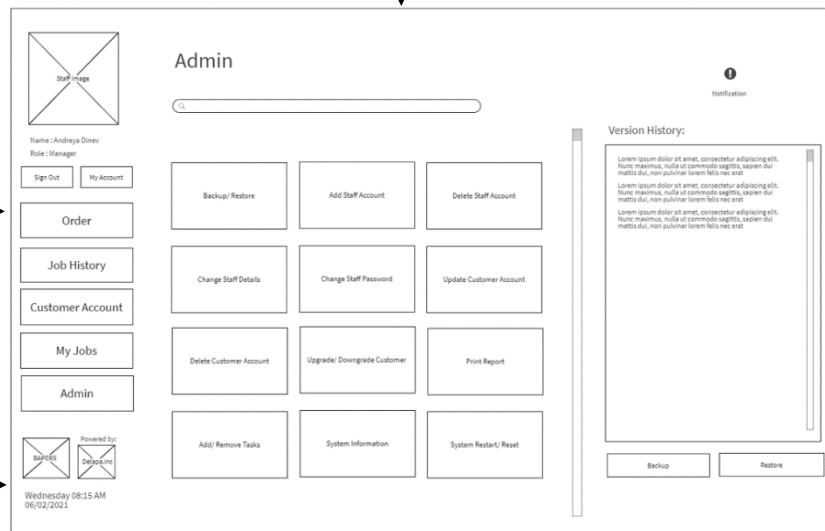 Staff Image
Name : Andreya Dinev
Role : Manager
Sign Out
My Account
Order
Job History
Customer Account
My Jobs
Admin
BAPERS
Powered by:
Delapa.inc
Wednesday 08:15 AM
06/02/2021
Admin
Backup/ Restore
Add Staff Account
Delete Staff Account
Change Staff Details
Change Staff Password
Update Customer Account
Delete Customer Account
Upgrade/ Downgrade Customer
Print Report
Add/ Remove Tasks
System Information
System Restart/ Reset
Notification
Version History:
Lorem ipsum dolor sit amet, consectetur adipiscing elit.
Nunc maximus, nulla ut commodo sagittis, sapien dui
mattis dui, non pulvinar lorem felis nec erat
Lorem ipsum dolor sit amet, consectetur adipiscing elit.
Nunc maximus, nulla ut commodo sagittis, sapien dui
mattis dui, non pulvinar lorem felis nec erat
Lorem ipsum dolor sit amet, consectetur adipiscing elit.
Nunc maximus, nulla ut commodo sagittis, sapien dui
mattis dui, non pulvinar lorem felis nec erat
Backup
Restore